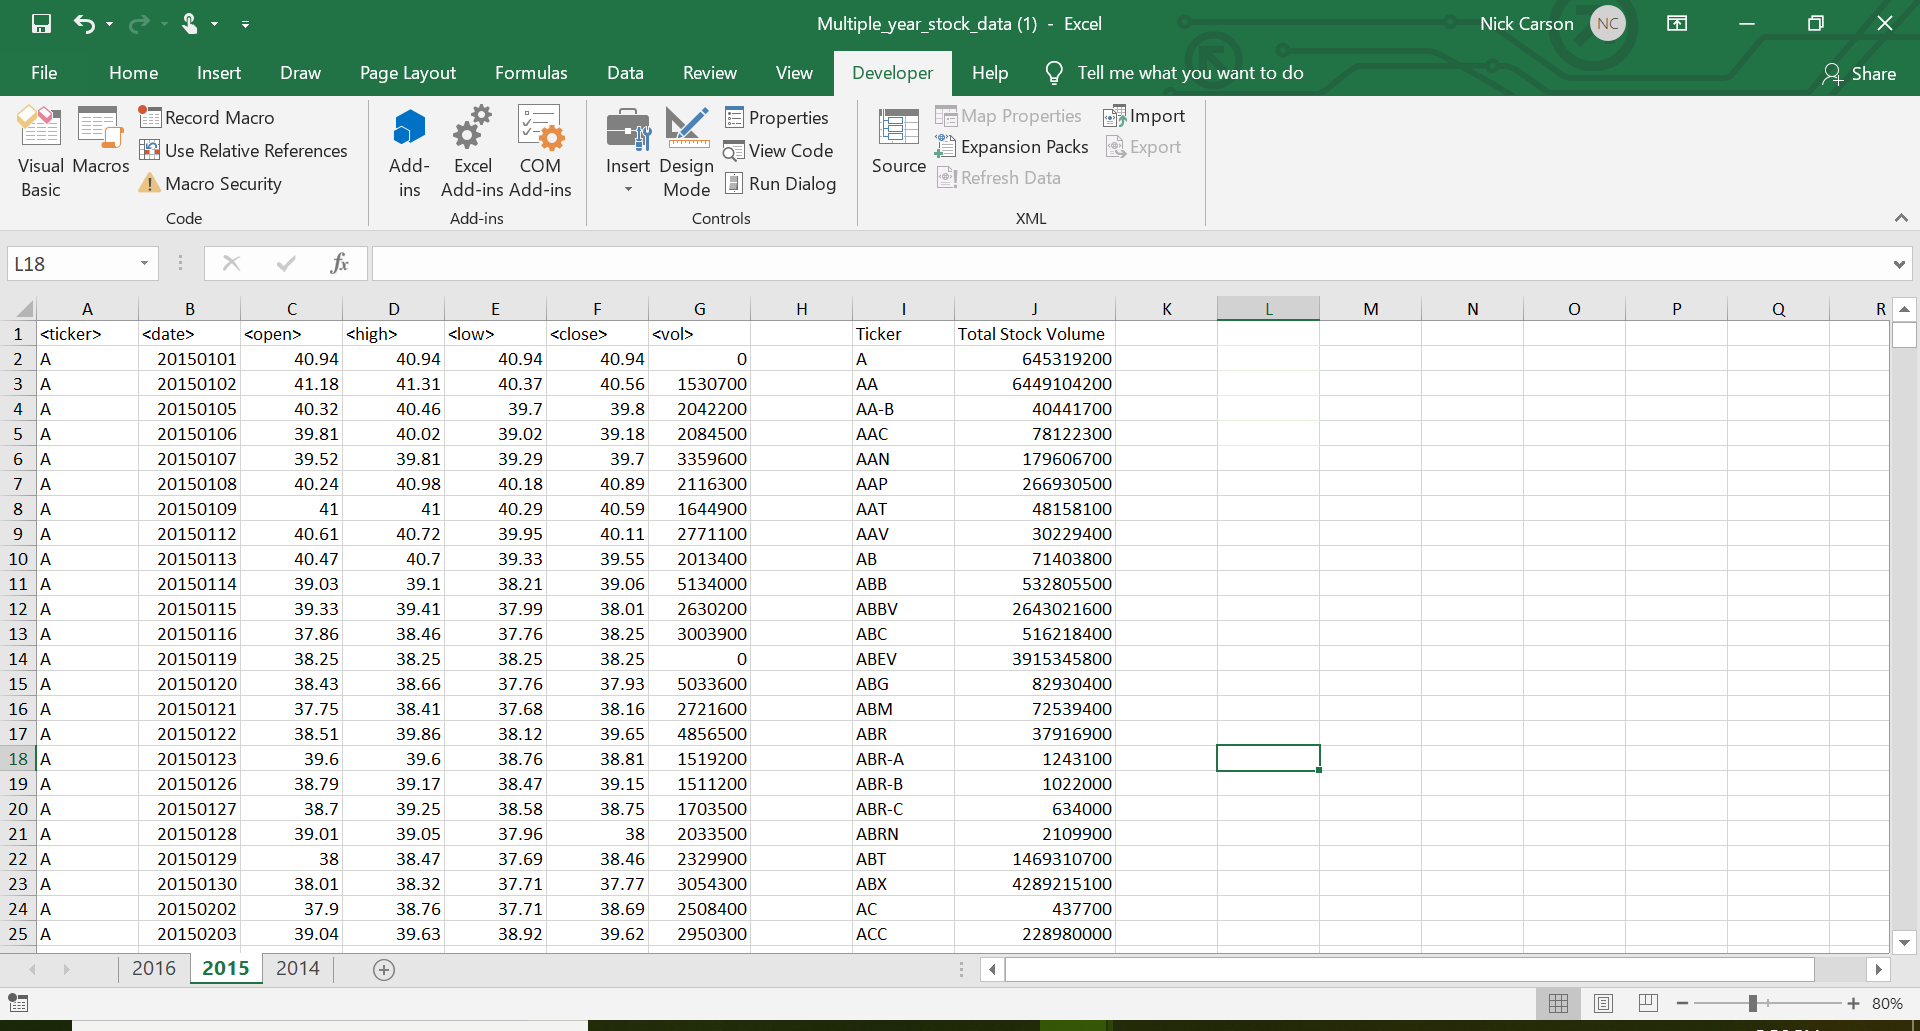 Multiple_year_stock_data (1) - Excel
Nick Carson NC
File Home Insert Draw Page Layout Formulas Data Review View Developer Help Tell me what you want to do Share
Visual Basic
Macros
Record Macro
Use Relative References
Macro Security
Code
Add-ins
Excel Add-ins
COM Add-ins
Add-ins
Insert
Design Mode
Properties
View Code
Run Dialog
Controls
Source
Map Properties
Expansion Packs
Refresh Data
Import
Export
XML
L18 fx
A B C D E F G H I J K L M N O P Q R
1 <ticker> <date> <open> <high> <low> <close> <vol> Ticker Total Stock Volume
2 A 20150101 40.94 40.94 40.94 40.94 0 A 645319200
3 A 20150102 41.18 41.31 40.37 40.56 1530700 AA 6449104200
4 A 20150105 40.32 40.46 39.7 39.8 2042200 AA-B 40441700
5 A 20150106 39.81 40.02 39.02 39.18 2084500 AAC 78122300
6 A 20150107 39.52 39.81 39.29 39.7 3359600 AAN 179606700
7 A 20150108 40.24 40.98 40.18 40.89 2116300 AAP 266930500
8 A 20150109 41 41 40.29 40.59 1644900 AAT 48158100
9 A 20150112 40.61 40.72 39.95 40.11 2771100 AAV 30229400
10 A 20150113 40.47 40.7 39.33 39.55 2013400 AB 71403800
11 A 20150114 39.03 39.1 38.21 39.06 5134000 ABB 532805500
12 A 20150115 39.33 39.41 37.99 38.01 2630200 ABBV 2643021600
13 A 20150116 37.86 38.46 37.76 38.25 3003900 ABC 516218400
14 A 20150119 38.25 38.25 38.25 38.25 0 ABEV 3915345800
15 A 20150120 38.43 38.66 37.76 37.93 5033600 ABG 82930400
16 A 20150121 37.75 38.41 37.68 38.16 2721600 ABM 72539400
17 A 20150122 38.51 39.86 38.12 39.65 4856500 ABR 37916900
18 A 20150123 39.6 39.6 38.76 38.81 1519200 ABR-A 1243100
19 A 20150126 38.79 39.17 38.47 39.15 1511200 ABR-B 1022000
20 A 20150127 38.7 39.25 38.58 38.75 1703500 ABR-C 634000
21 A 20150128 39.01 39.05 37.96 38 2033500 ABRN 2109900
22 A 20150129 38 38.47 37.69 38.46 2329900 ABT 1469310700
23 A 20150130 38.01 38.32 37.71 37.77 3054300 ABX 4289215100
24 A 20150202 37.9 38.76 37.71 38.69 2508400 AC 437700
25 A 20150203 39.04 39.63 38.92 39.62 2950300 ACC 228980000
2016 2015 2014
80%